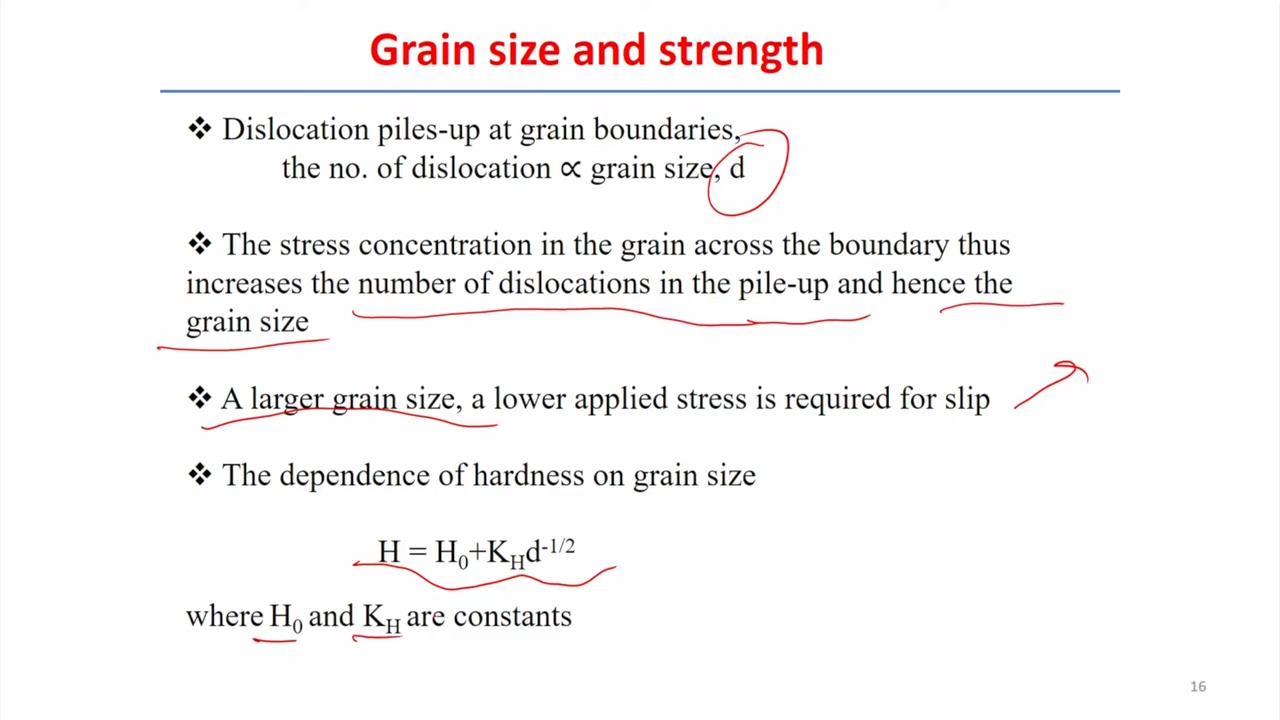 Grain size and strength
❖ Dislocation piles-up at grain boundaries,
the no. of dislocation ∝ grain size, d
❖ The stress concentration in the grain across the boundary thus
increases the number of dislocations in the pile-up and hence the
grain size
❖ A larger grain size, a lower applied stress is required for slip
❖ The dependence of hardness on grain size
H = H₀+K_Hd⁻¹/²
where H₀ and K_H are constants
16